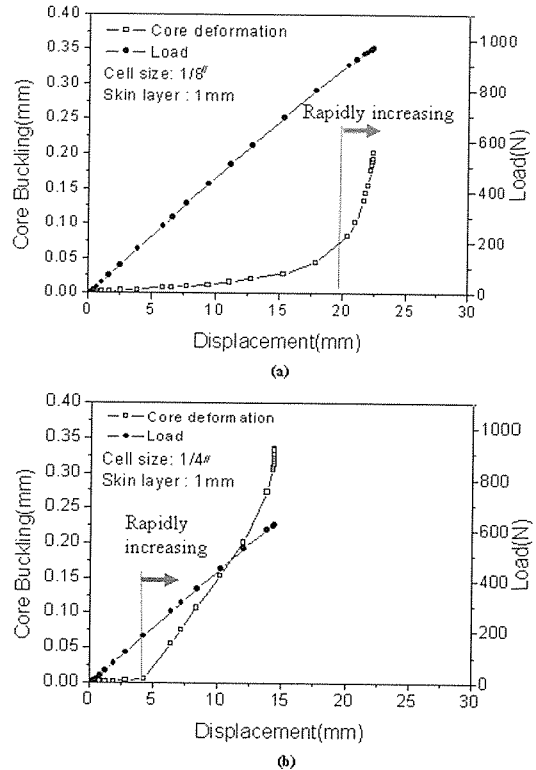 0.40
0.35
0.30
0.25
0.20
0.15
0.10
0.05
0.00
Core Buckling(mm)
Core deformation
Load
Cell size: 1/8"
Skin layer : 1mm
Rapidly increasing
1000
800
600
400
200
0
Load(N)
0 5 10 15 20 25 30
Displacement(mm)
(a)
0.40
0.35
0.30
0.25
0.20
0.15
0.10
0.05
0.00
Core Buckling(mm)
Core deformation
Load
Cell size: 1/4"
Skin layer : 1mm
Rapidly
increasing
1000
800
600
400
200
0
Load(N)
0 5 10 15 20 25 30
Displacement(mm)
(b)